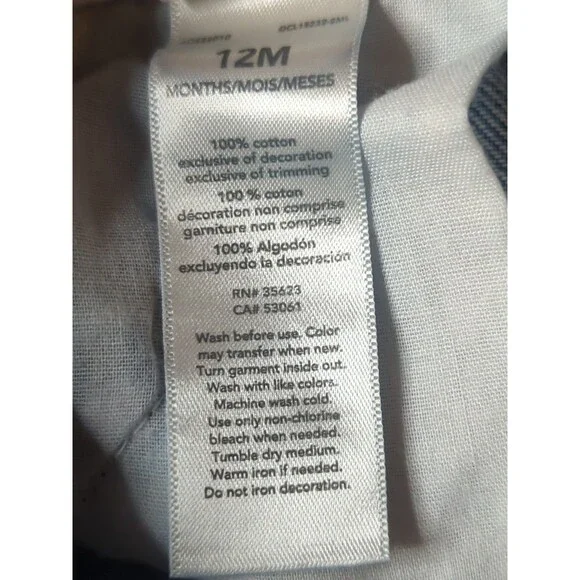 12M
MONTHS/MOIS/MESES
100% cotton
exclusive of decoration
exclusive of trimming
100 % coton
décoration non comprise
garniture non comprise
100% Algodón
excluyendo la decoración
RN# 35623
CA# 53061
Wash before use. Color
may transfer when new.
Turn garment inside out.
Wash with like colors.
Machine wash cold.
Use only non-chlorine
bleach when needed.
Tumble dry medium.
Warm iron if needed.
Do not iron decoration.